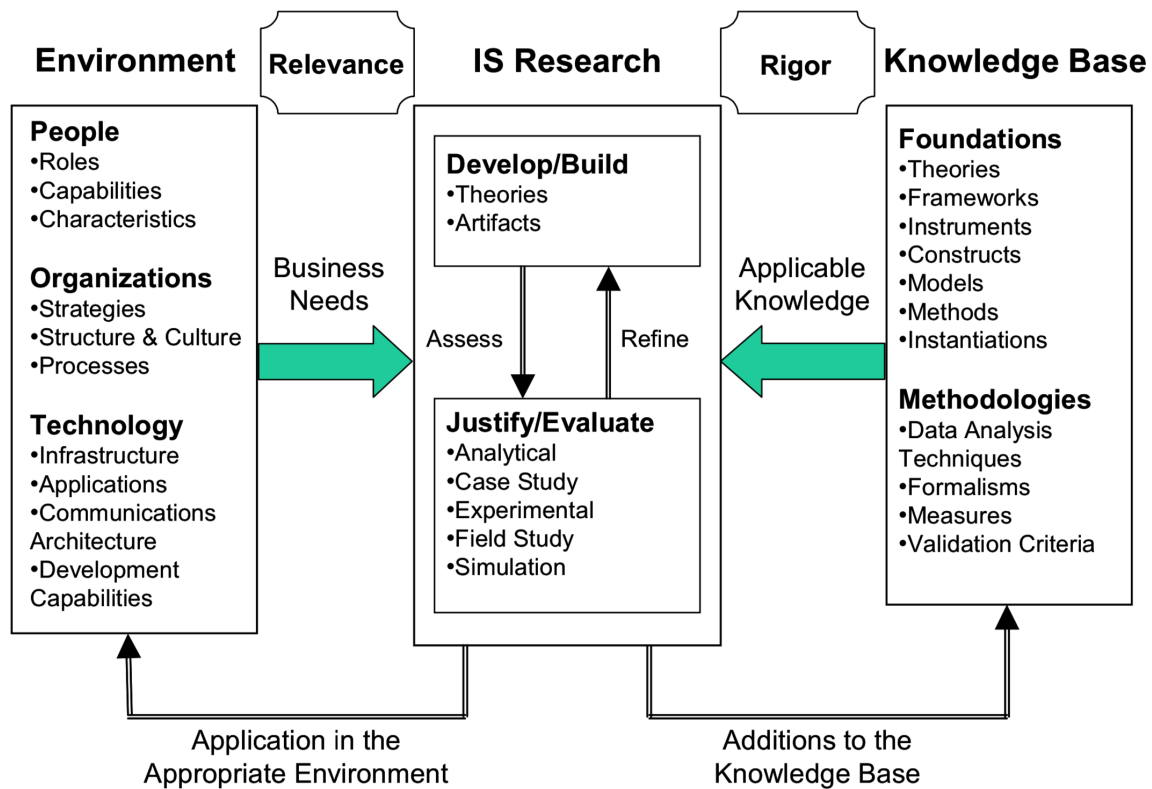 Environment
Relevance
IS Research
Rigor
Knowledge Base
People
•Roles
•Capabilities
•Characteristics
Organizations
•Strategies
•Structure & Culture
•Processes
Technology
•Infrastructure
•Applications
•Communications
Architecture
•Development
Capabilities
Business
Needs
Develop/Build
•Theories
•Artifacts
Assess
Refine
Justify/Evaluate
•Analytical
•Case Study
•Experimental
•Field Study
•Simulation
Applicable
Knowledge
Foundations
•Theories
•Frameworks
•Instruments
•Constructs
•Models
•Methods
•Instantiations
Methodologies
•Data Analysis
Techniques
•Formalisms
•Measures
•Validation Criteria
Application in the
Appropriate Environment
Additions to the
Knowledge Base